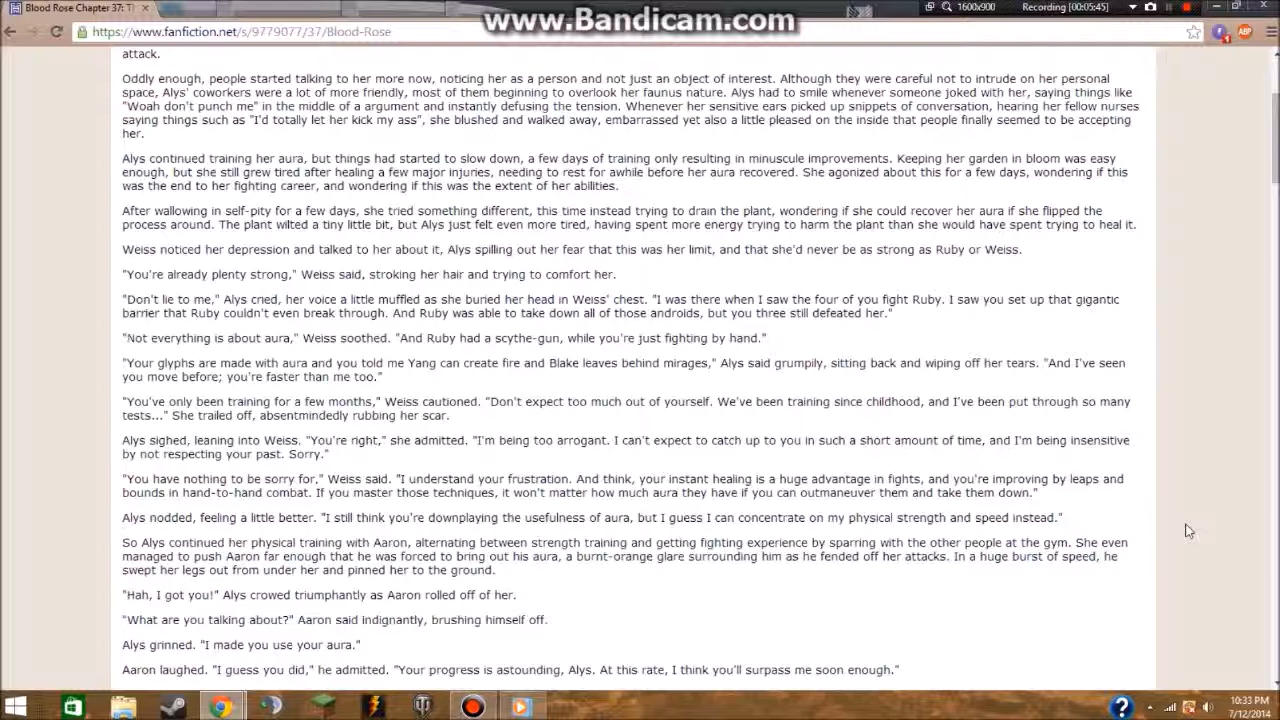 Blood Rose Chapter 37: T
www.Bandicam.com
1600x900
Recording [00:05:45]
https://www.fanfiction.net/s/9779077/37/Blood-Rose
ABP
attack.
Oddly enough, people started talking to her more now, noticing her as a person and not just an object of interest. Although they were careful not to intrude on her personal
space, Alys' coworkers were a lot of more friendly, most of them beginning to overlook her faunus nature. Alys had to smile whenever someone joked with her, saying things like
"Woah don't punch me" in the middle of a argument and instantly defusing the tension. Whenever her sensitive ears picked up snippets of conversation, hearing her fellow nurses
saying things such as "I'd totally let her kick my ass", she blushed and walked away, embarrassed yet also a little pleased on the inside that people finally seemed to be accepting
her.
Alys continued training her aura, but things had started to slow down, a few days of training only resulting in minuscule improvements. Keeping her garden in bloom was easy
enough, but she still grew tired after healing a few major injuries, needing to rest for awhile before her aura recovered. She agonized about this for a few days, wondering if this
was the end to her fighting career, and wondering if this was the extent of her abilities.
After wallowing in self-pity for a few days, she tried something different, this time instead trying to drain the plant, wondering if she could recover her aura if she flipped the
process around. The plant wilted a tiny little bit, but Alys just felt even more tired, having spent more energy trying to harm the plant than she would have spent trying to heal it.
Weiss noticed her depression and talked to her about it, Alys spilling out her fear that this was her limit, and that she'd never be as strong as Ruby or Weiss.
"You're already plenty strong," Weiss said, stroking her hair and trying to comfort her.
"Don't lie to me," Alys cried, her voice a little muffled as she buried her head in Weiss' chest. "I was there when I saw the four of you fight Ruby. I saw you set up that gigantic
barrier that Ruby couldn't even break through. And Ruby was able to take down all of those androids, but you three still defeated her."
"Not everything is about aura," Weiss soothed. "And Ruby had a scythe-gun, while you're just fighting by hand."
"Your glyphs are made with aura and you told me Yang can create fire and Blake leaves behind mirages," Alys said grumpily, sitting back and wiping off her tears. "And I've seen
you move before; you're faster than me too."
"You've only been training for a few months," Weiss cautioned. "Don't expect too much out of yourself. We've been training since childhood, and I've been put through so many
tests..." She trailed off, absentmindedly rubbing her scar.
Alys sighed, leaning into Weiss. "You're right," she admitted. "I'm being too arrogant. I can't expect to catch up to you in such a short amount of time, and I'm being insensitive
by not respecting your past. Sorry."
"You have nothing to be sorry for," Weiss said. "I understand your frustration. And think, your instant healing is a huge advantage in fights, and you're improving by leaps and
bounds in hand-to-hand combat. If you master those techniques, it won't matter how much aura they have if you can outmaneuver them and take them down."
Alys nodded, feeling a little better. "I still think you're downplaying the usefulness of aura, but I guess I can concentrate on my physical strength and speed instead."
So Alys continued her physical training with Aaron, alternating between strength training and getting fighting experience by sparring with the other people at the gym. She even
managed to push Aaron far enough that he was forced to bring out his aura, a burnt-orange glare surrounding him as he fended off her attacks. In a huge burst of speed, he
swept her legs out from under her and pinned her to the ground.
"Hah, I got you!" Alys crowed triumphantly as Aaron rolled off of her.
"What are you talking about?" Aaron said indignantly, brushing himself off.
Alys grinned. "I made you use your aura."
Aaron laughed. "I guess you did," he admitted. "Your progress is astounding, Alys. At this rate, I think you'll surpass me soon enough."
10:33 PM
7/12/2014